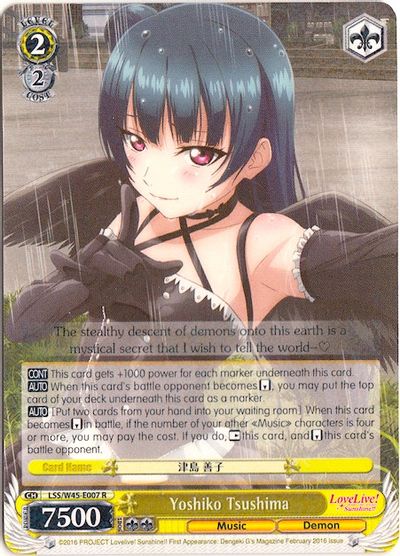 LEVEL
2
2
COST
The stealthy descent of demons onto this earth is a
mystical secret that I wish to tell the world--♡
CONT This card gets +1000 power for each marker underneath this card.
AUTO When this card's battle opponent becomes [▼], you may put the top
card of your deck underneath this card as a marker.
AUTO [Put two cards from your hand into your waiting room] When this card
becomes [▼] in battle, if the number of your other «Music» characters is four
or more, you may pay the cost. If you do, [▶] this card, and [▼] this card's
battle opponent.
Card Name
津島 善子
CH
LSS/W45-E007 R
Yoshiko Tsushima
POWER
7500
SOUL
Music
Demon
LoveLive!
Sunshine!!
©2016 PROJECT Lovelive! Sunshine!! First Appearance: Dengeki G's Magazine February 2016 issue